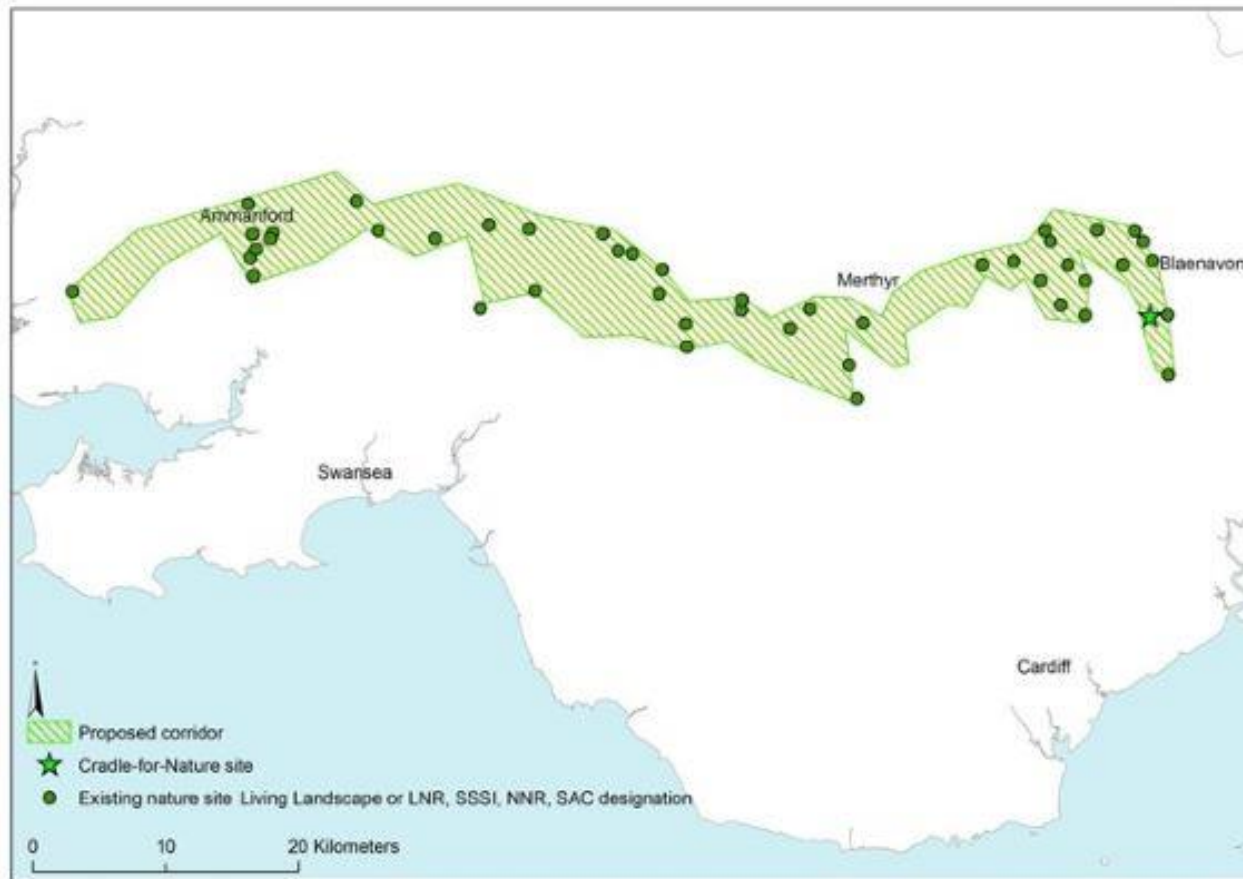 Ammanford
Blaenavon
Merthyr
Swansea
Cardiff
Proposed corridor
Cradle-for-Nature site
Existing nature site Living Landscape or LNR, SSSI, NNR, SAC designation
0 10 20 Kilometers